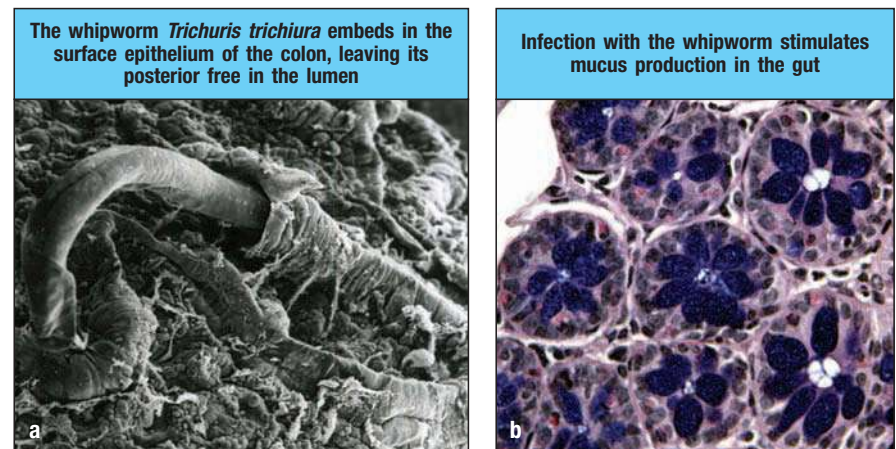 The whipworm Trichuris trichiura embeds in the
surface epithelium of the colon, leaving its
posterior free in the lumen
Infection with the whipworm stimulates
mucus production in the gut
a
b